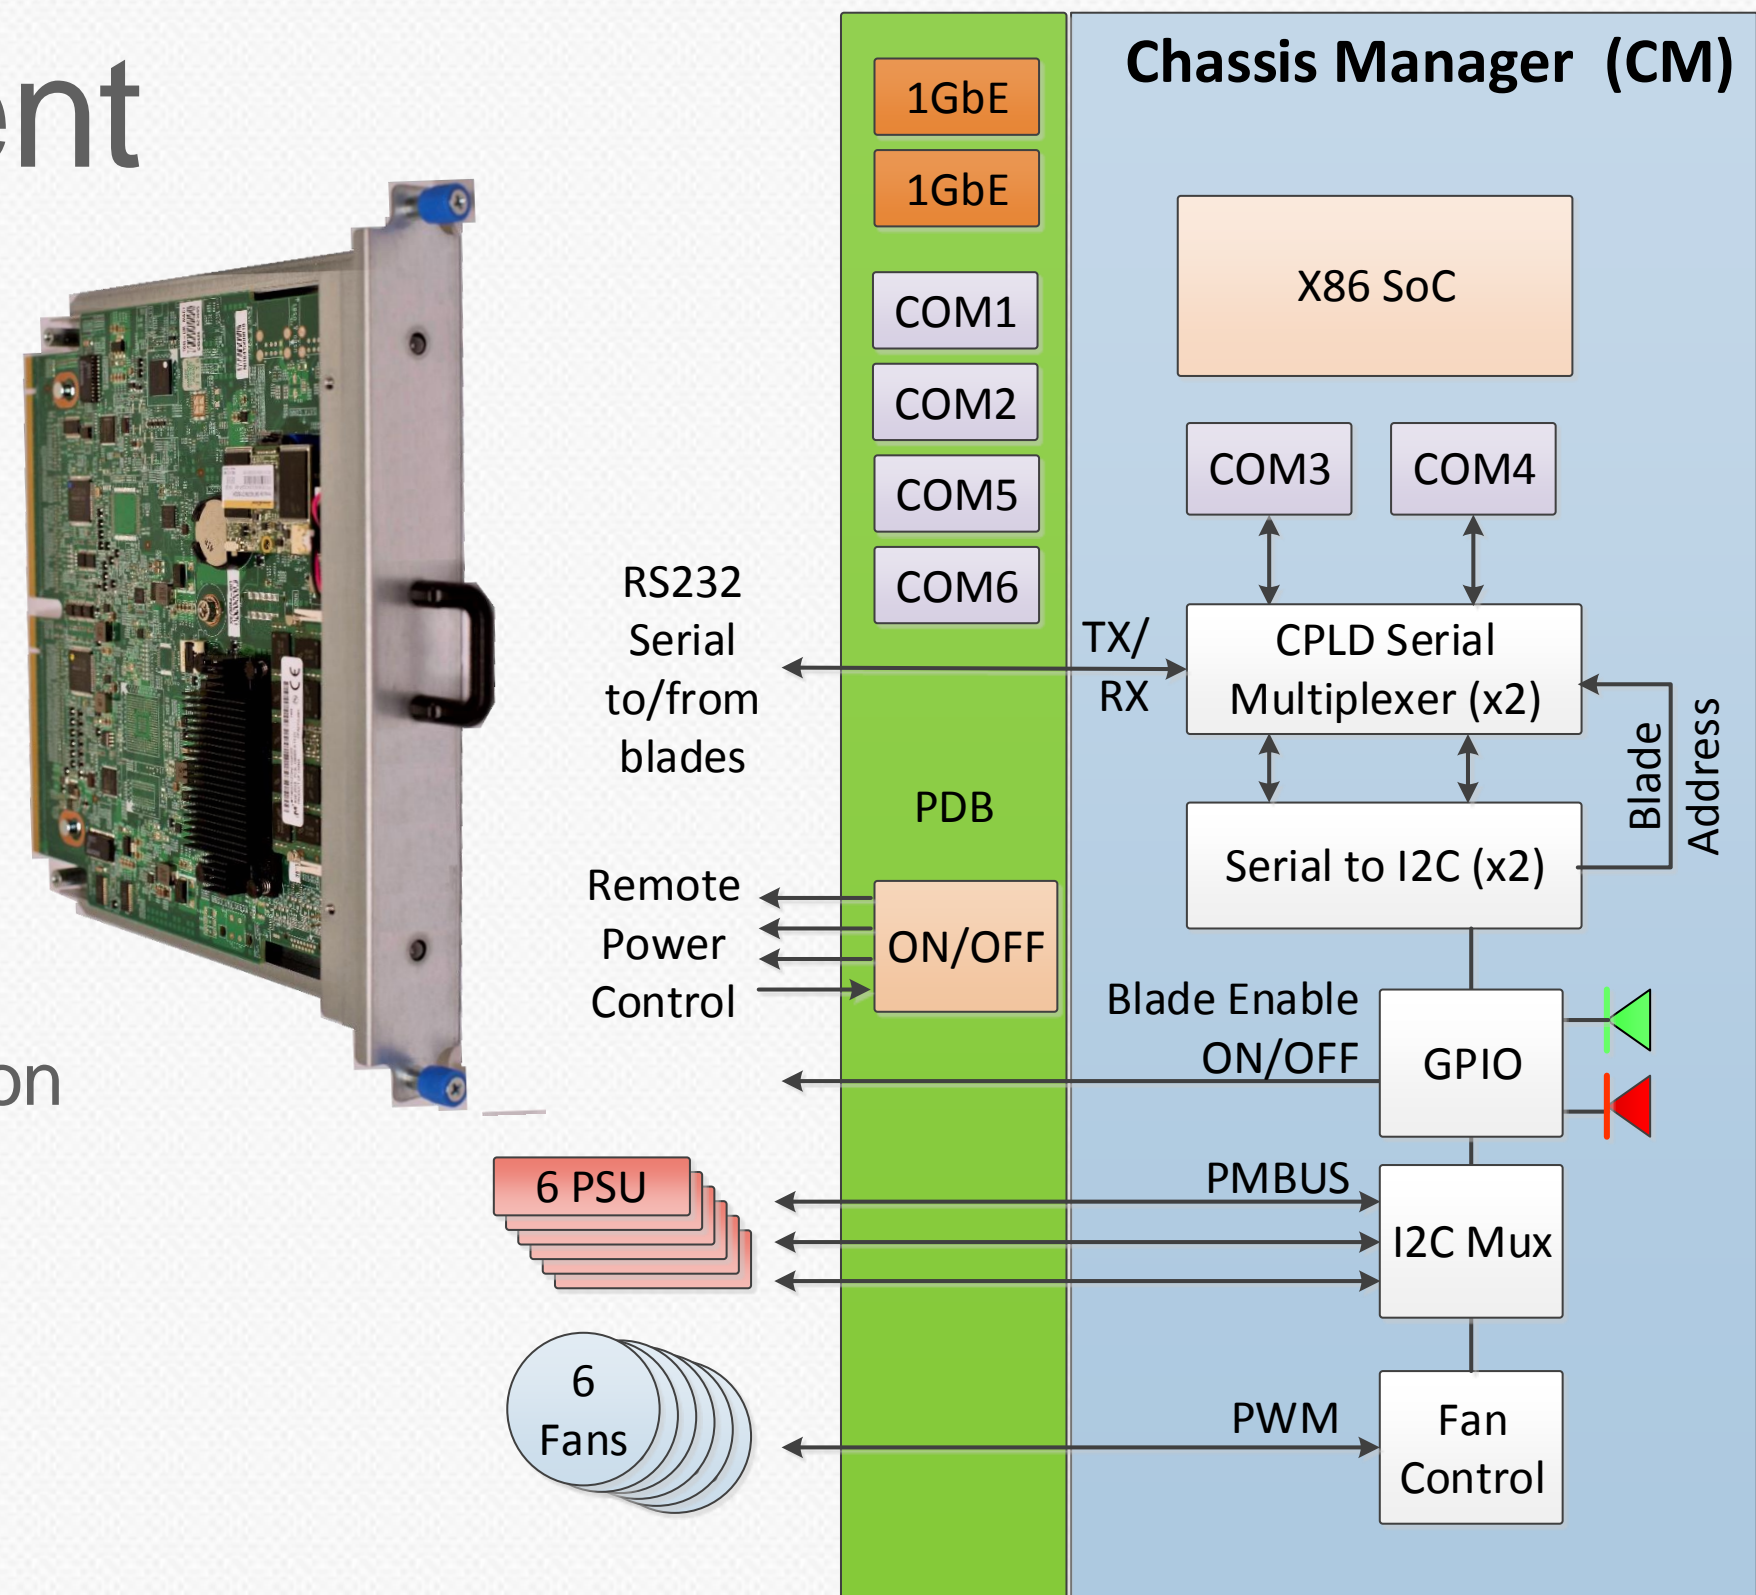 ent
on
Chassis Manager (CM)
1GbE
1GbE
X86 SoC
COM1
COM2
COM5
COM6
COM3
COM4
RS232
Serial
to/from
blades
TX/
RX
CPLD Serial
Multiplexer (x2)
Blade
Address
PDB
Serial to I2C (x2)
Remote
Power
Control
ON/OFF
Blade Enable
ON/OFF
GPIO
6 PSU
PMBUS
I2C Mux
6
Fans
PWM
Fan
Control